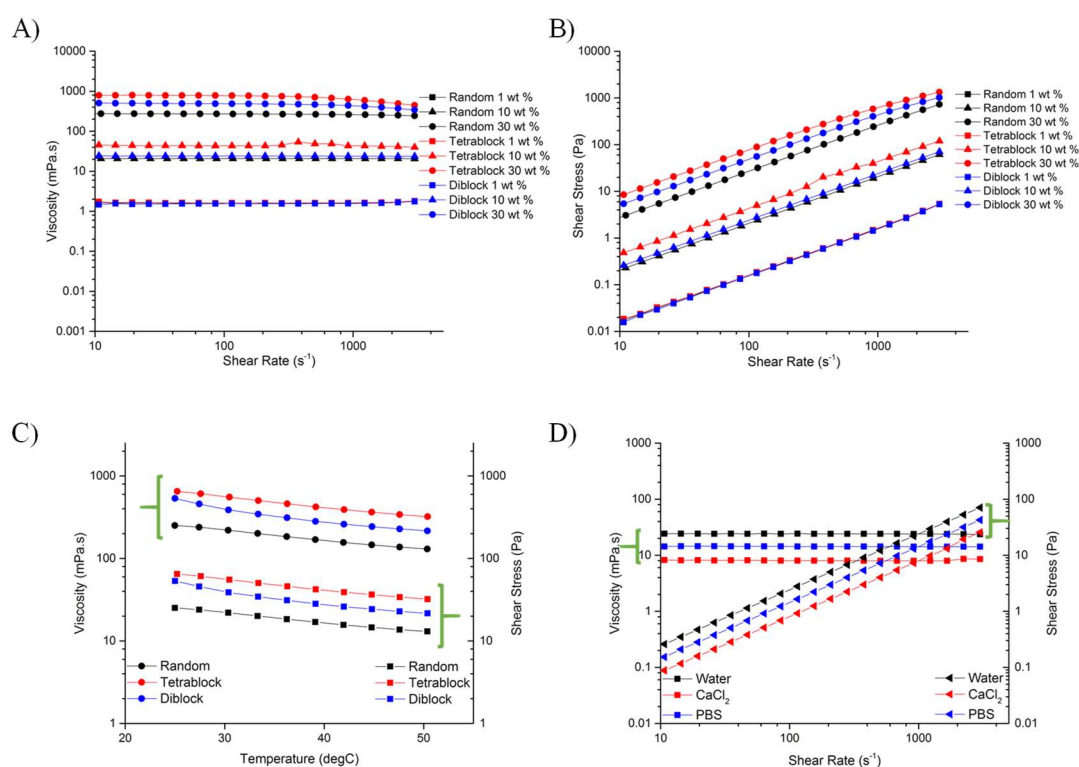 A)
10000
1000
100
10
1
0.1
0.01
0.001
Viscosity (mPa.s)
10
100
1000
Shear Rate (s⁻¹)
Random 1 wt %
Random 10 wt %
Random 30 wt %
Tetrablock 1 wt %
Tetrablock 10 wt %
Tetrablock 30 wt %
Diblock 1 wt %
Diblock 10 wt %
Diblock 30 wt %
B)
10000
1000
100
10
1
0.1
0.01
Shear Stress (Pa)
10
100
1000
Shear Rate (s⁻¹)
Random 1 wt %
Random 10 wt %
Random 30 wt %
Tetrablock 1 wt %
Tetrablock 10 wt %
Tetrablock 30 wt %
Diblock 1 wt %
Diblock 10 wt %
Diblock 30 wt %
C)
1000
100
10
1
Viscosity (mPa.s)
20
30
40
50
Temperature (degC)
1000
100
10
1
Shear Stress (Pa)
Random
Tetrablock
Diblock
Random
Tetrablock
Diblock
D)
1000
100
10
1
0.1
0.01
Viscosity (mPa.s)
10
100
1000
Shear Rate (s⁻¹)
1000
100
10
1
0.1
0.01
Shear Stress (Pa)
Water
CaCl₂
PBS
Water
CaCl₂
PBS